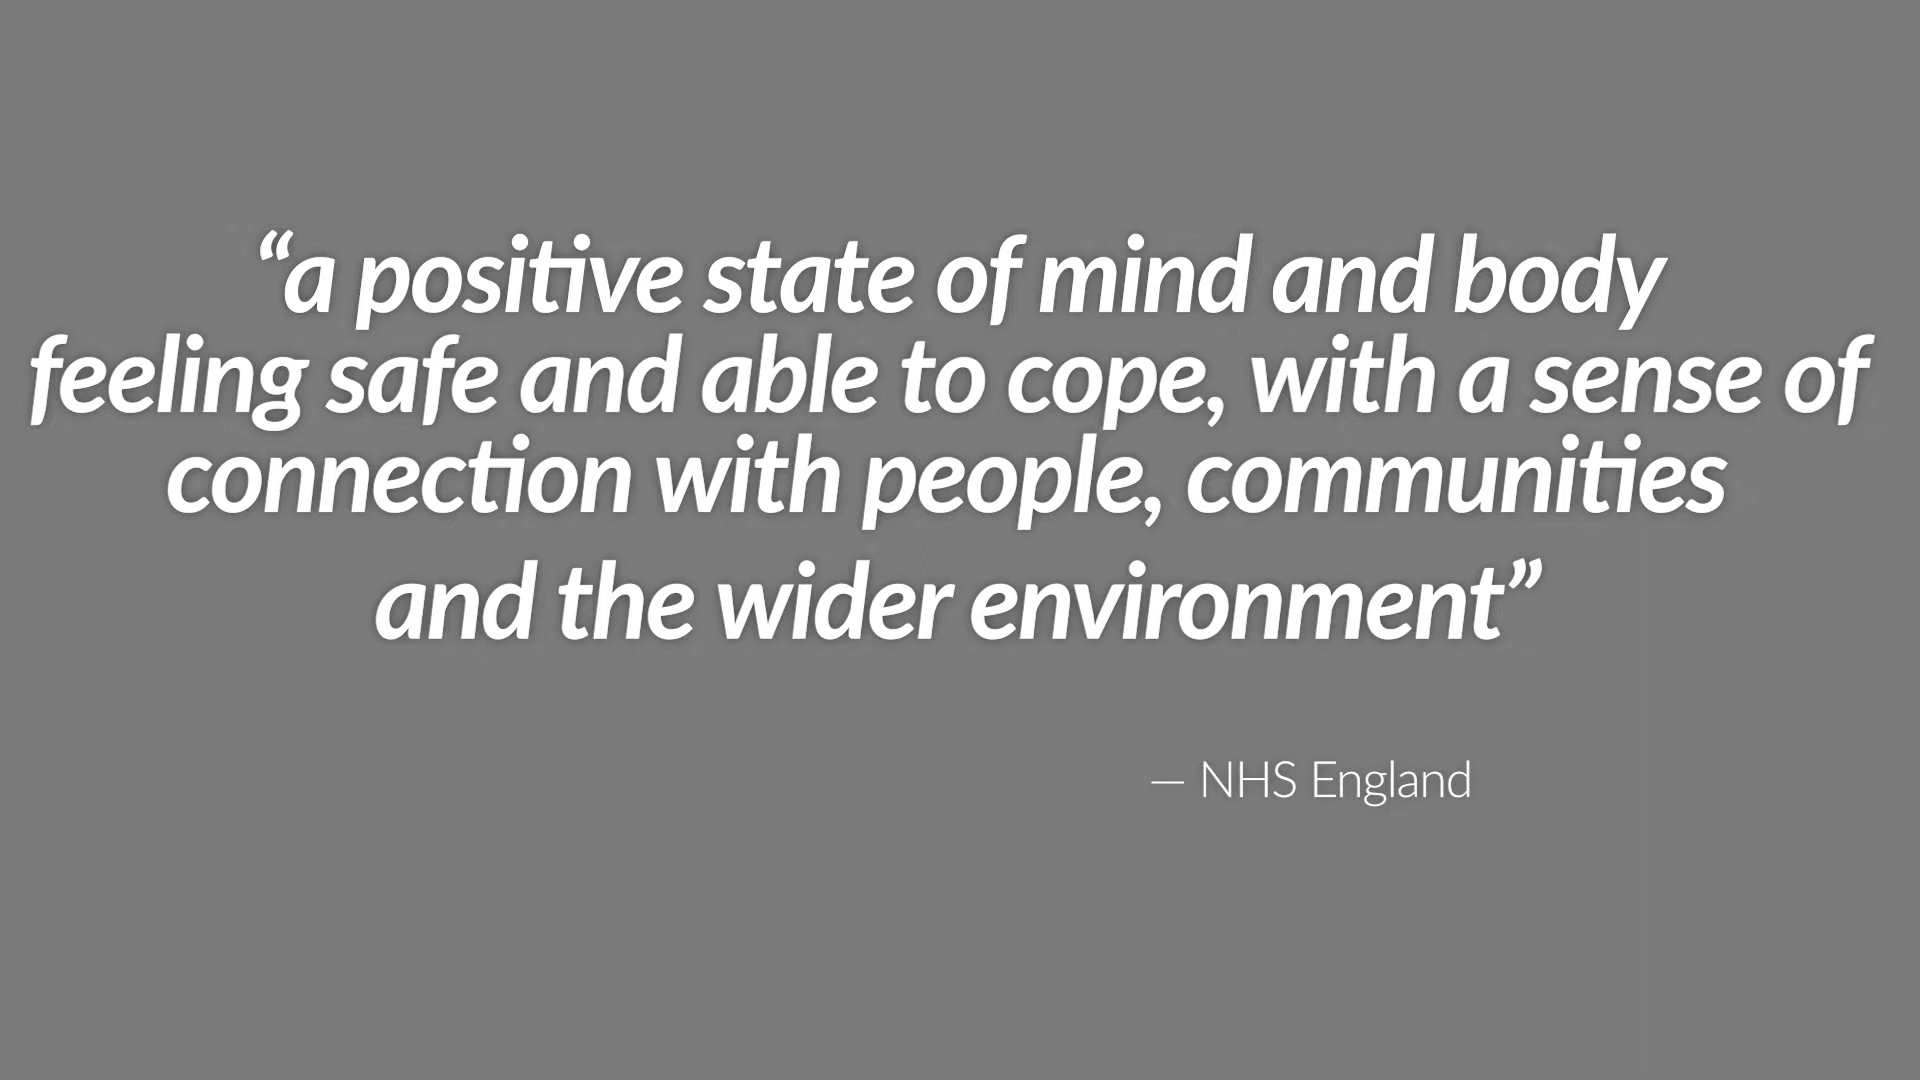 “a positive state of mind and body
feeling safe and able to cope, with a sense of
connection with people, communities
and the wider environment”
— NHS England